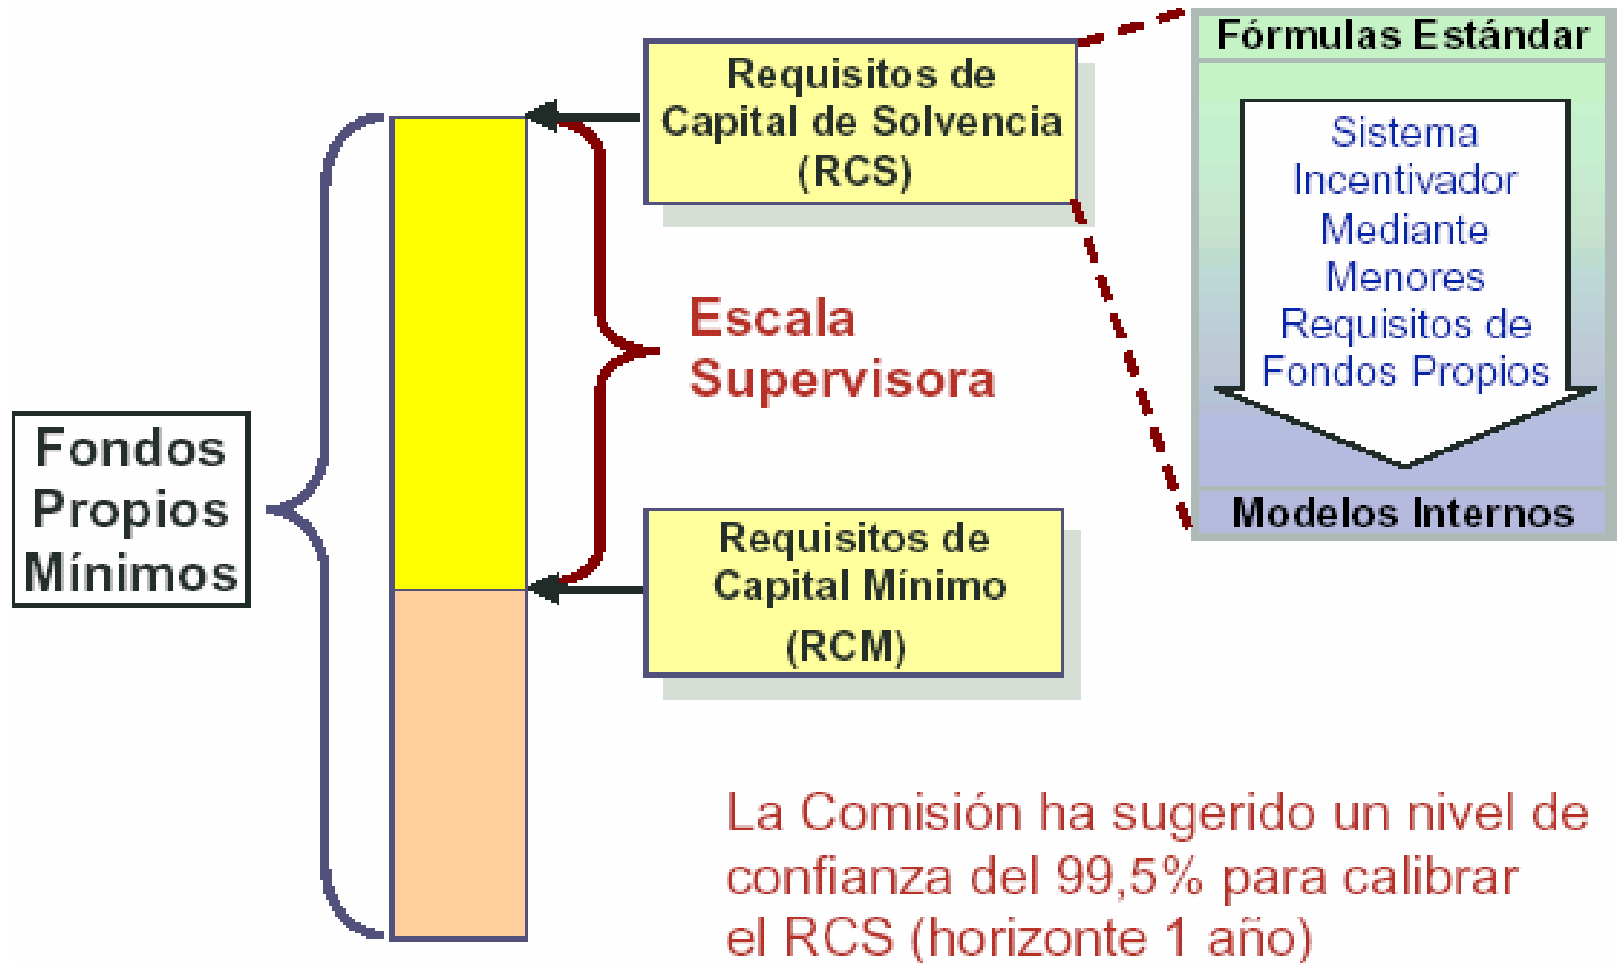 Requisitos de
Capital de Solvencia
(RCS)
Fórmulas Estándar
Sistema
Incentivador
Mediante
Menores
Requisitos de
Fondos Propios
Modelos Internos
Escala
Supervisora
Fondos
Propios
Mínimos
Requisitos de
Capital Mínimo
(RCM)
La Comisión ha sugerido un nivel de
confianza del 99,5% para calibrar
el RCS (horizonte 1 año)